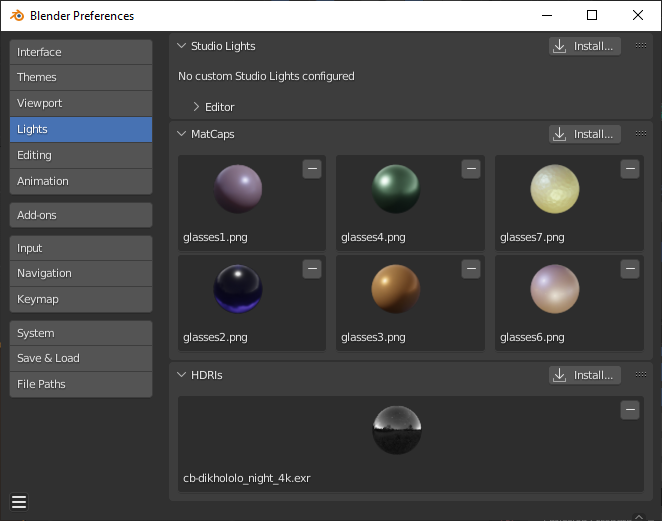 Blender Preferences
Interface
Themes
Viewport
Lights
Editing
Animation
Add-ons
Input
Navigation
Keymap
System
Save & Load
File Paths
Studio Lights
Install...
No custom Studio Lights configured
Editor
MatCaps
Install...
glasses1.png
glasses4.png
glasses7.png
glasses2.png
glasses3.png
glasses6.png
HDRIs
Install...
cb-dikhololo_night_4k.exr